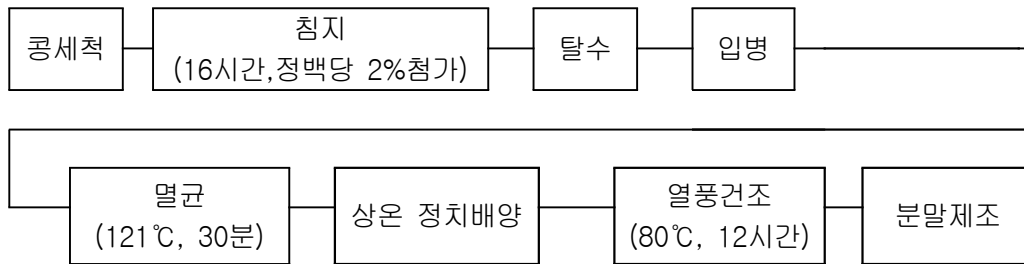 콩세척
침지
(16시간,정백당 2%첨가)
탈수
입병
멸균
(121℃, 30분)
상온 정치배양
열풍건조
(80℃, 12시간)
분말제조